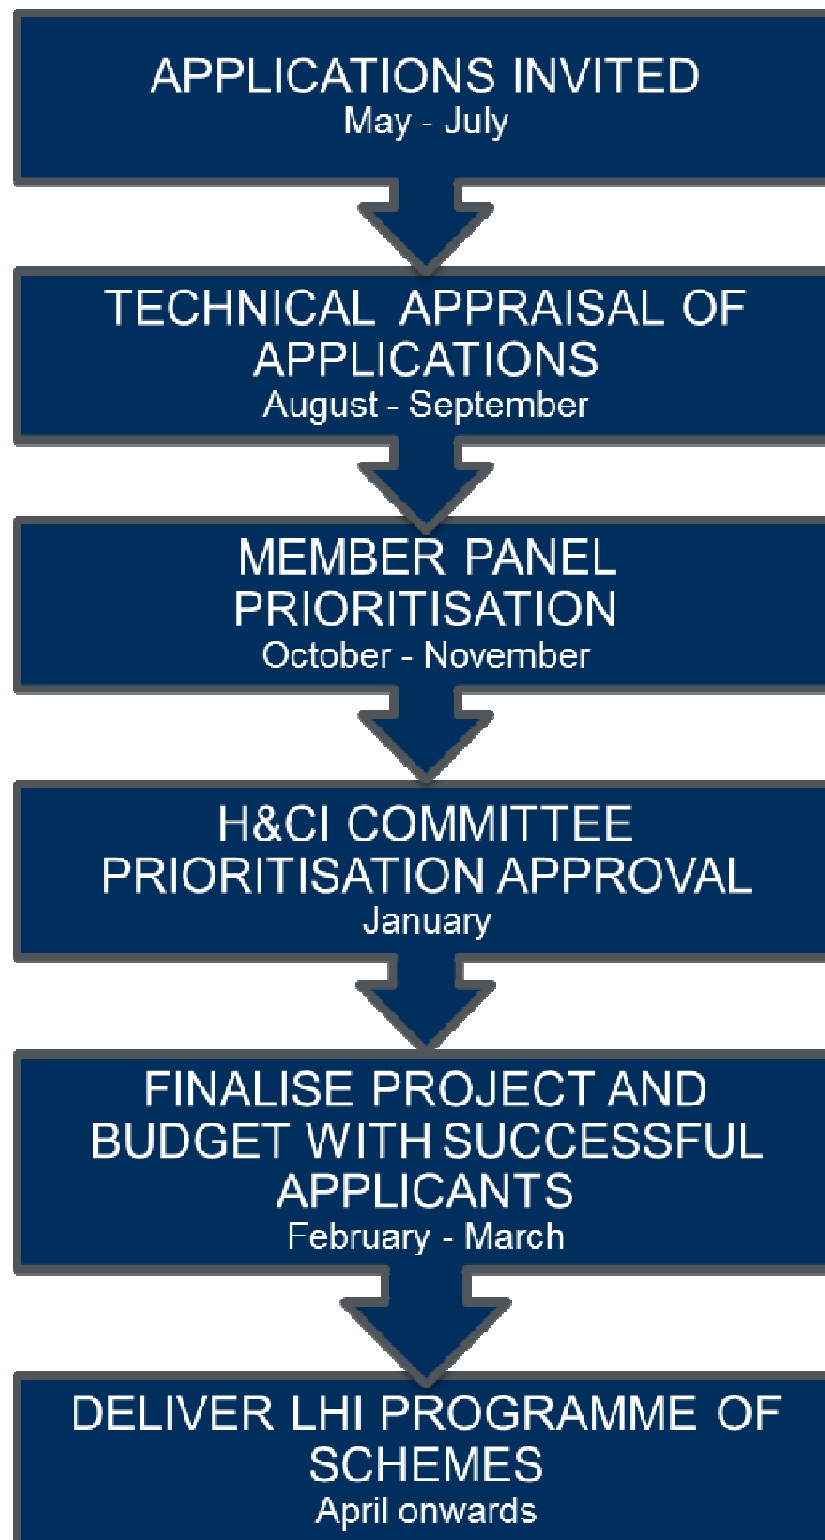 APPLICATIONS INVITED
May - July
TECHNICAL APPRAISAL OF
APPLICATIONS
August - September
MEMBER PANEL
PRIORITISATION
October - November
H&CI COMMITTEE
PRIORITISATION APPROVAL
January
FINALISE PROJECT AND
BUDGET WITH SUCCESSFUL
APPLICANTS
February - March
DELIVER LHI PROGRAMME OF
SCHEMES
April onwards